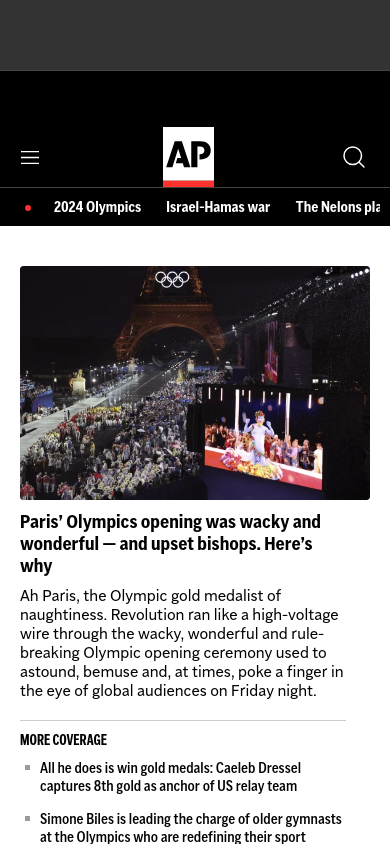 AP
2024 Olympics Israel-Hamas war The Nelons pla
Paris’ Olympics opening was wacky and
wonderful — and upset bishops. Here’s
why
Ah Paris, the Olympic gold medalist of
naughtiness. Revolution ran like a high-voltage
wire through the wacky, wonderful and rule-
breaking Olympic opening ceremony used to
astound, bemuse and, at times, poke a finger in
the eye of global audiences on Friday night.
MORE COVERAGE
All he does is win gold medals: Caeleb Dressel
captures 8th gold as anchor of US relay team
Simone Biles is leading the charge of older gymnasts
at the Olympics who are redefining their sport